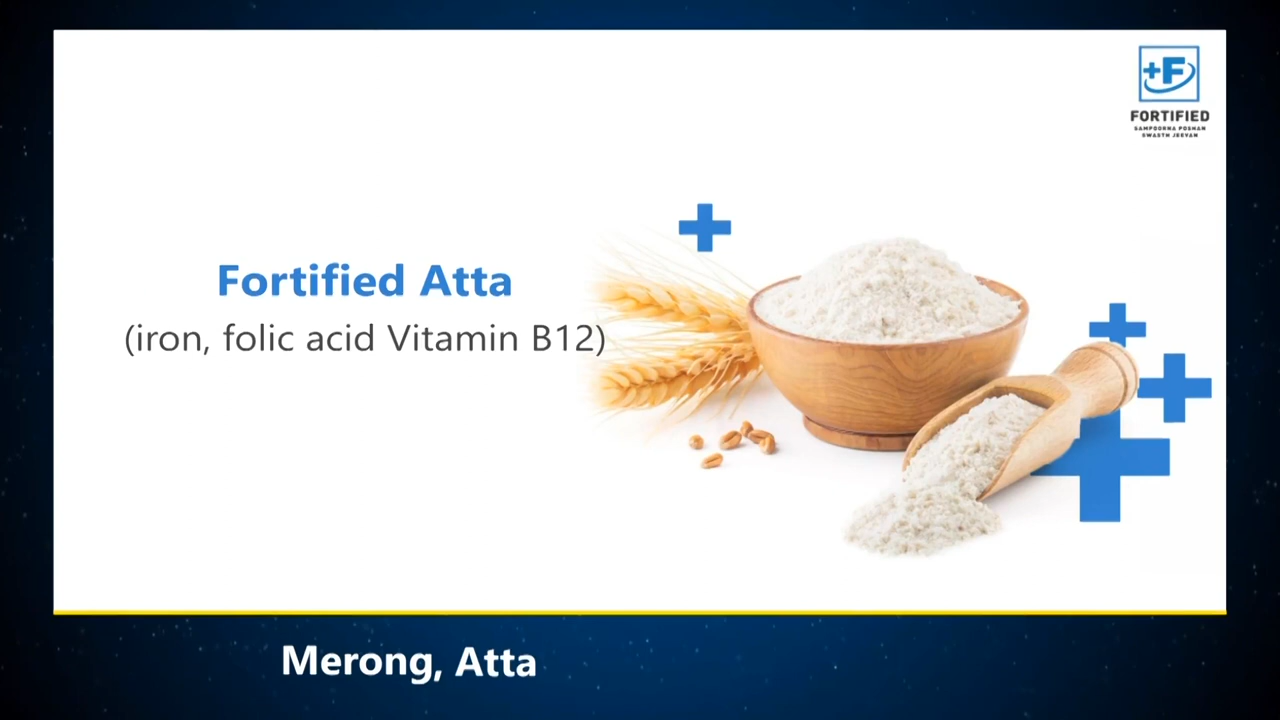 +F
FORTIFIED
SAMPOORNA POSHAN
SWASTH JEEVAN
Fortified Atta
(iron, folic acid Vitamin B12)
Merong, Atta